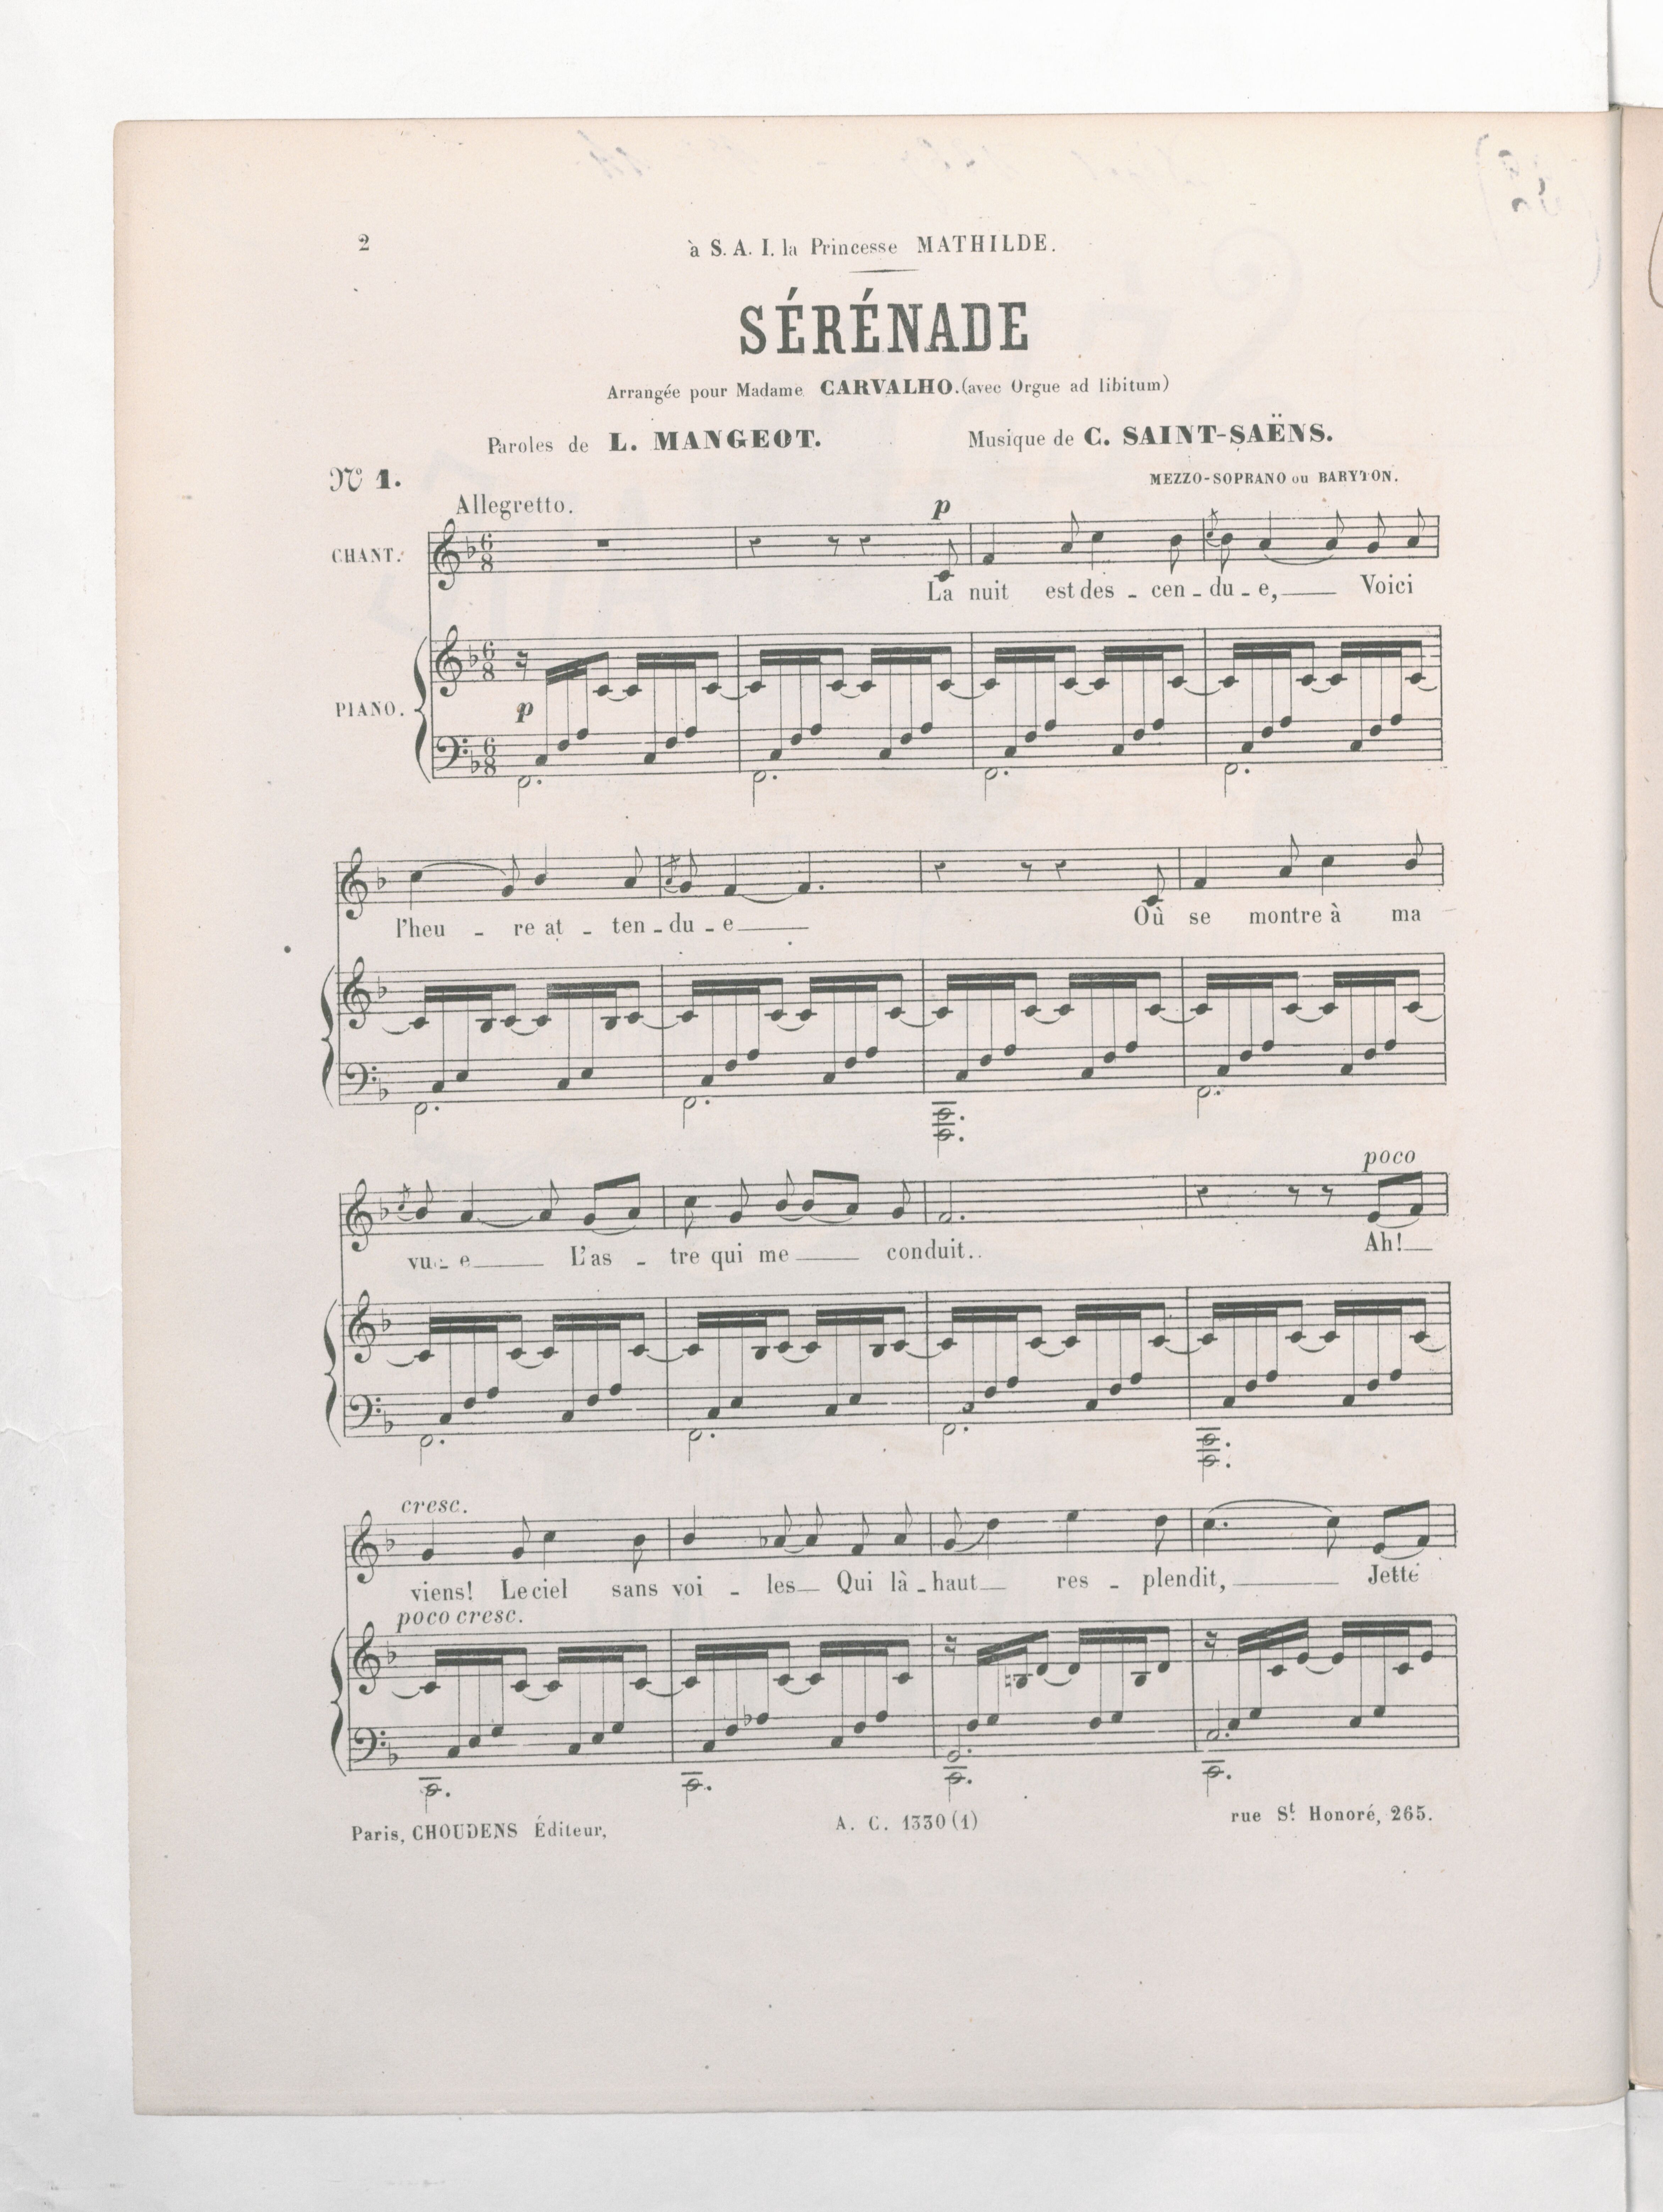 2
à S. A. I. la Princesse MATHILDE.
SÉRÉNADE
Arrangée pour Madame CARVALHO. (avec Orgue ad libitum)
Paroles de L. MANGEOT. Musique de C. SAINT-SAËNS.
No 1. MEZZO-SOPRANO ou BARYTON.
Allegretto.
p
CHANT.
La nuit est des - cen - du - e, Voici
PIANO.
p
l'heu - re at - ten - du - e Où se montre à ma
poco
vu - e L'as - tre qui me conduit.. Ah!
cresc.
viens! Le ciel sans voi - les Qui là - haut res - plendit, Jette
poco cresc.
Paris, CHOUDENS Éditeur, A. C. 1330 (1) rue St. Honoré, 265.